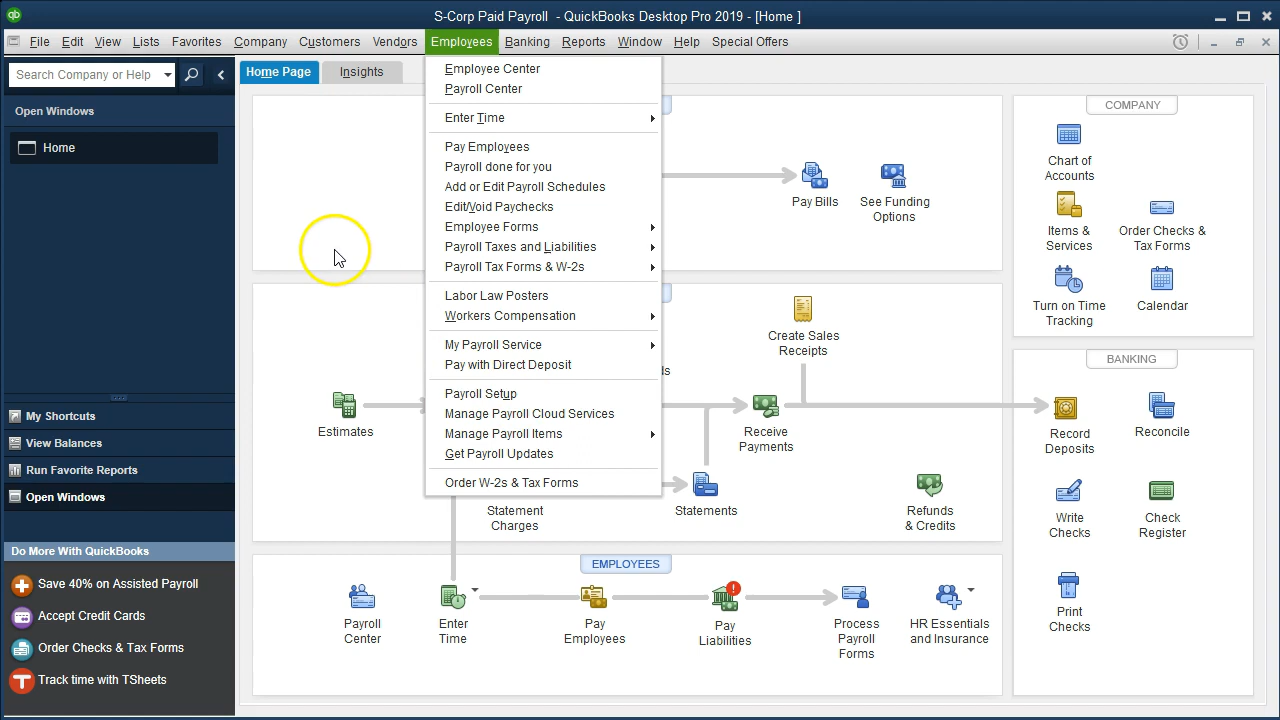 S-Corp Paid Payroll - QuickBooks Desktop Pro 2019 - [Home ]
File Edit View Lists Favorites Company Customers Vendors Employees Banking Reports Window Help Special Offers
Search Company or Help
Home Page
Insights
Open Windows
Home
My Shortcuts
View Balances
Run Favorite Reports
Open Windows
Do More With QuickBooks
Save 40% on Assisted Payroll
Accept Credit Cards
Order Checks & Tax Forms
Track time with TSheets
Employee Center
Payroll Center
Enter Time
Pay Employees
Payroll done for you
Add or Edit Payroll Schedules
Edit/Void Paychecks
Employee Forms
Payroll Taxes and Liabilities
Payroll Tax Forms & W-2s
Labor Law Posters
Workers Compensation
My Payroll Service
Pay with Direct Deposit
Payroll Setup
Manage Payroll Cloud Services
Manage Payroll Items
Get Payroll Updates
Order W-2s & Tax Forms
Pay Bills
See Funding
Options
Create Sales
Receipts
Estimates
Receive
Payments
Statement
Charges
Statements
Refunds
& Credits
EMPLOYEES
Payroll
Center
Enter
Time
Pay
Employees
Pay
Liabilities
Process
Payroll
Forms
HR Essentials
and Insurance
COMPANY
Chart of
Accounts
Items &
Services
Order Checks &
Tax Forms
Turn on Time
Tracking
Calendar
BANKING
Record
Deposits
Reconcile
Write
Checks
Check
Register
Print
Checks